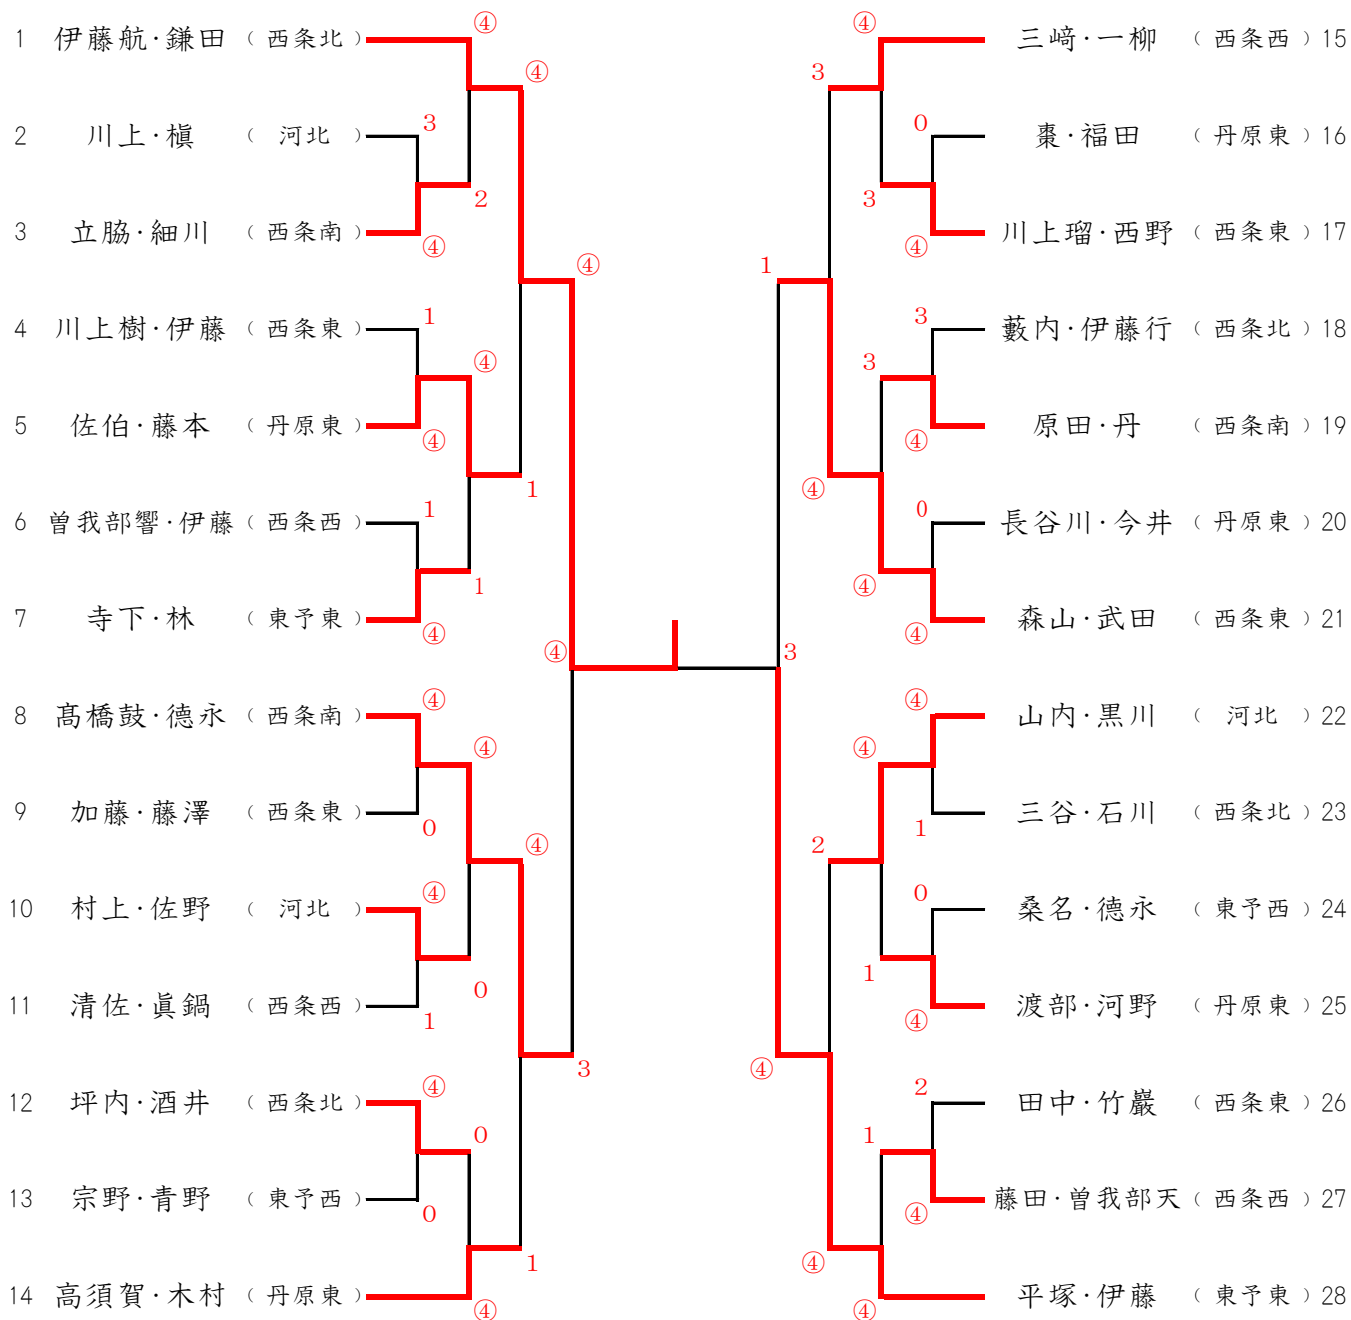 ④ ④
1 伊藤航・鎌田 (西条北) 三﨑・一柳 (西条西) 15
④ 3
3 0
2 川上・槇 (河北) 棗・福田 (丹原東) 16
2 3
3 立脇・細川 (西条南) 川上瑠・西野 (西条東) 17
④ ④
④ 1
1 3
4 川上樹・伊藤 (西条東) 藪内・伊藤行 (西条北) 18
④ 3
5 佐伯・藤本 (丹原東) 原田・丹 (西条南) 19
④ ④
1 ④
1 0
6 曽我部響・伊藤 (西条西) 長谷川・今井 (丹原東) 20
1 ④
7 寺下・林 (東予東) 森山・武田 (西条東) 21
④ ④
④ 3
④ ④
8 髙橋鼓・德永 (西条南) 山内・黒川 (河北) 22
④ ④
9 加藤・藤澤 (西条東) 三谷・石川 (西条北) 23
0 1
④ 2
④ 0
10 村上・佐野 (河北) 桑名・德永 (東予西) 24
0 1
11 清佐・眞鍋 (西条西) 渡部・河野 (丹原東) 25
1 ④
3 ④
④ 2
12 坪内・酒井 (西条北) 田中・竹巖 (西条東) 26
0 1
13 宗野・青野 (東予西) 藤田・曽我部天 (西条西) 27
0 ④
1 ④
14 高須賀・木村 (丹原東) 平塚・伊藤 (東予東) 28
④ ④